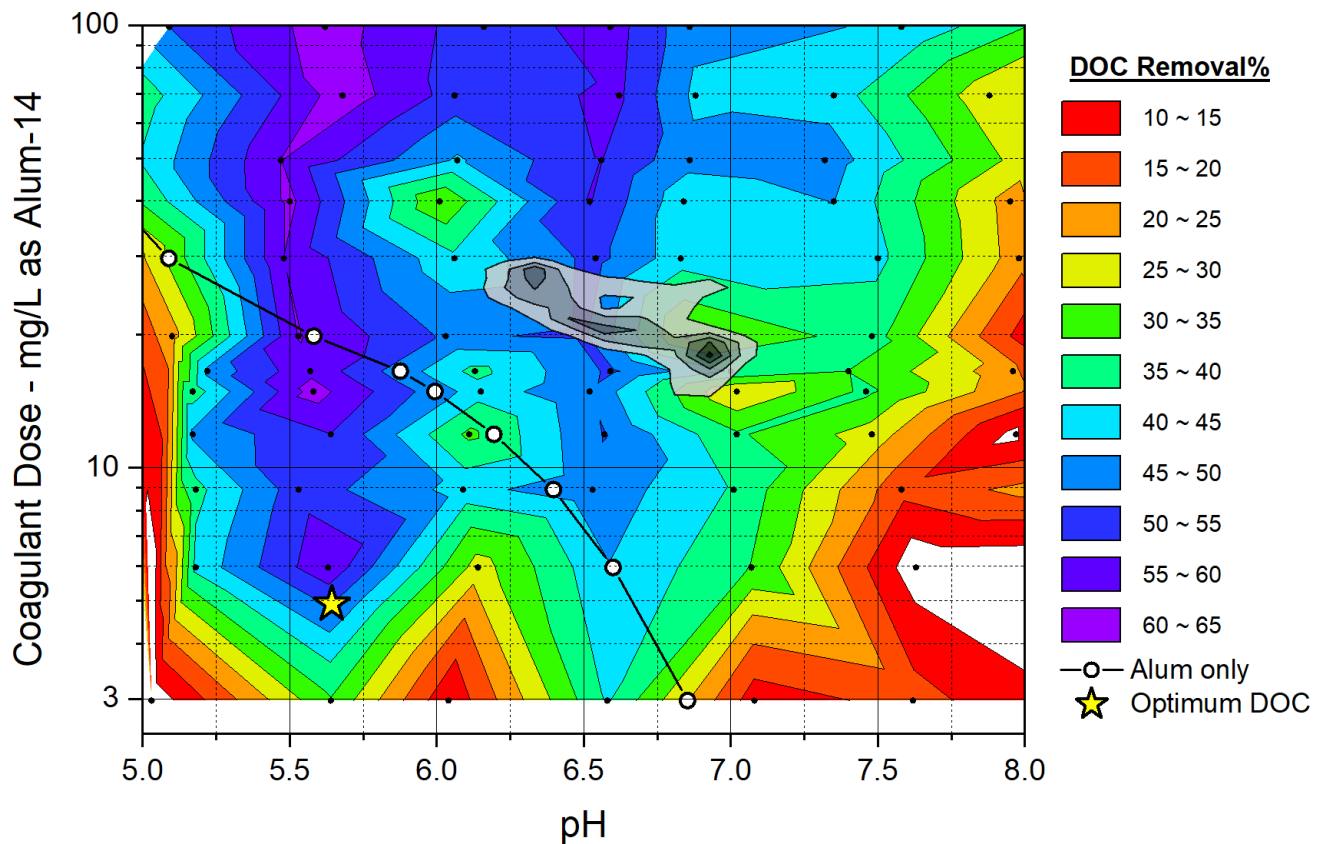 Coagulant Dose - mg/L as Alum-14
100
10
3
5.0 5.5 6.0 6.5 7.0 7.5 8.0
pH
DOC Removal%
10 ~ 15
15 ~ 20
20 ~ 25
25 ~ 30
30 ~ 35
35 ~ 40
40 ~ 45
45 ~ 50
50 ~ 55
55 ~ 60
60 ~ 65
Alum only
Optimum DOC